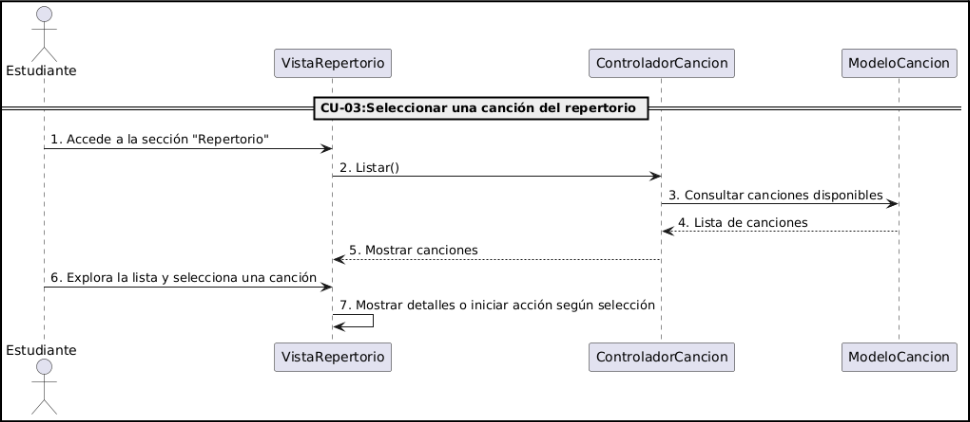 Estudiante
VistaRepertorio
ControladorCancion
ModeloCancion
CU-03:Seleccionar una canción del repertorio
1. Accede a la sección "Repertorio"
2. Listar()
3. Consultar canciones disponibles
4. Lista de canciones
5. Mostrar canciones
6. Explora la lista y selecciona una canción
7. Mostrar detalles o iniciar acción según selección
Estudiante
VistaRepertorio
ControladorCancion
ModeloCancion